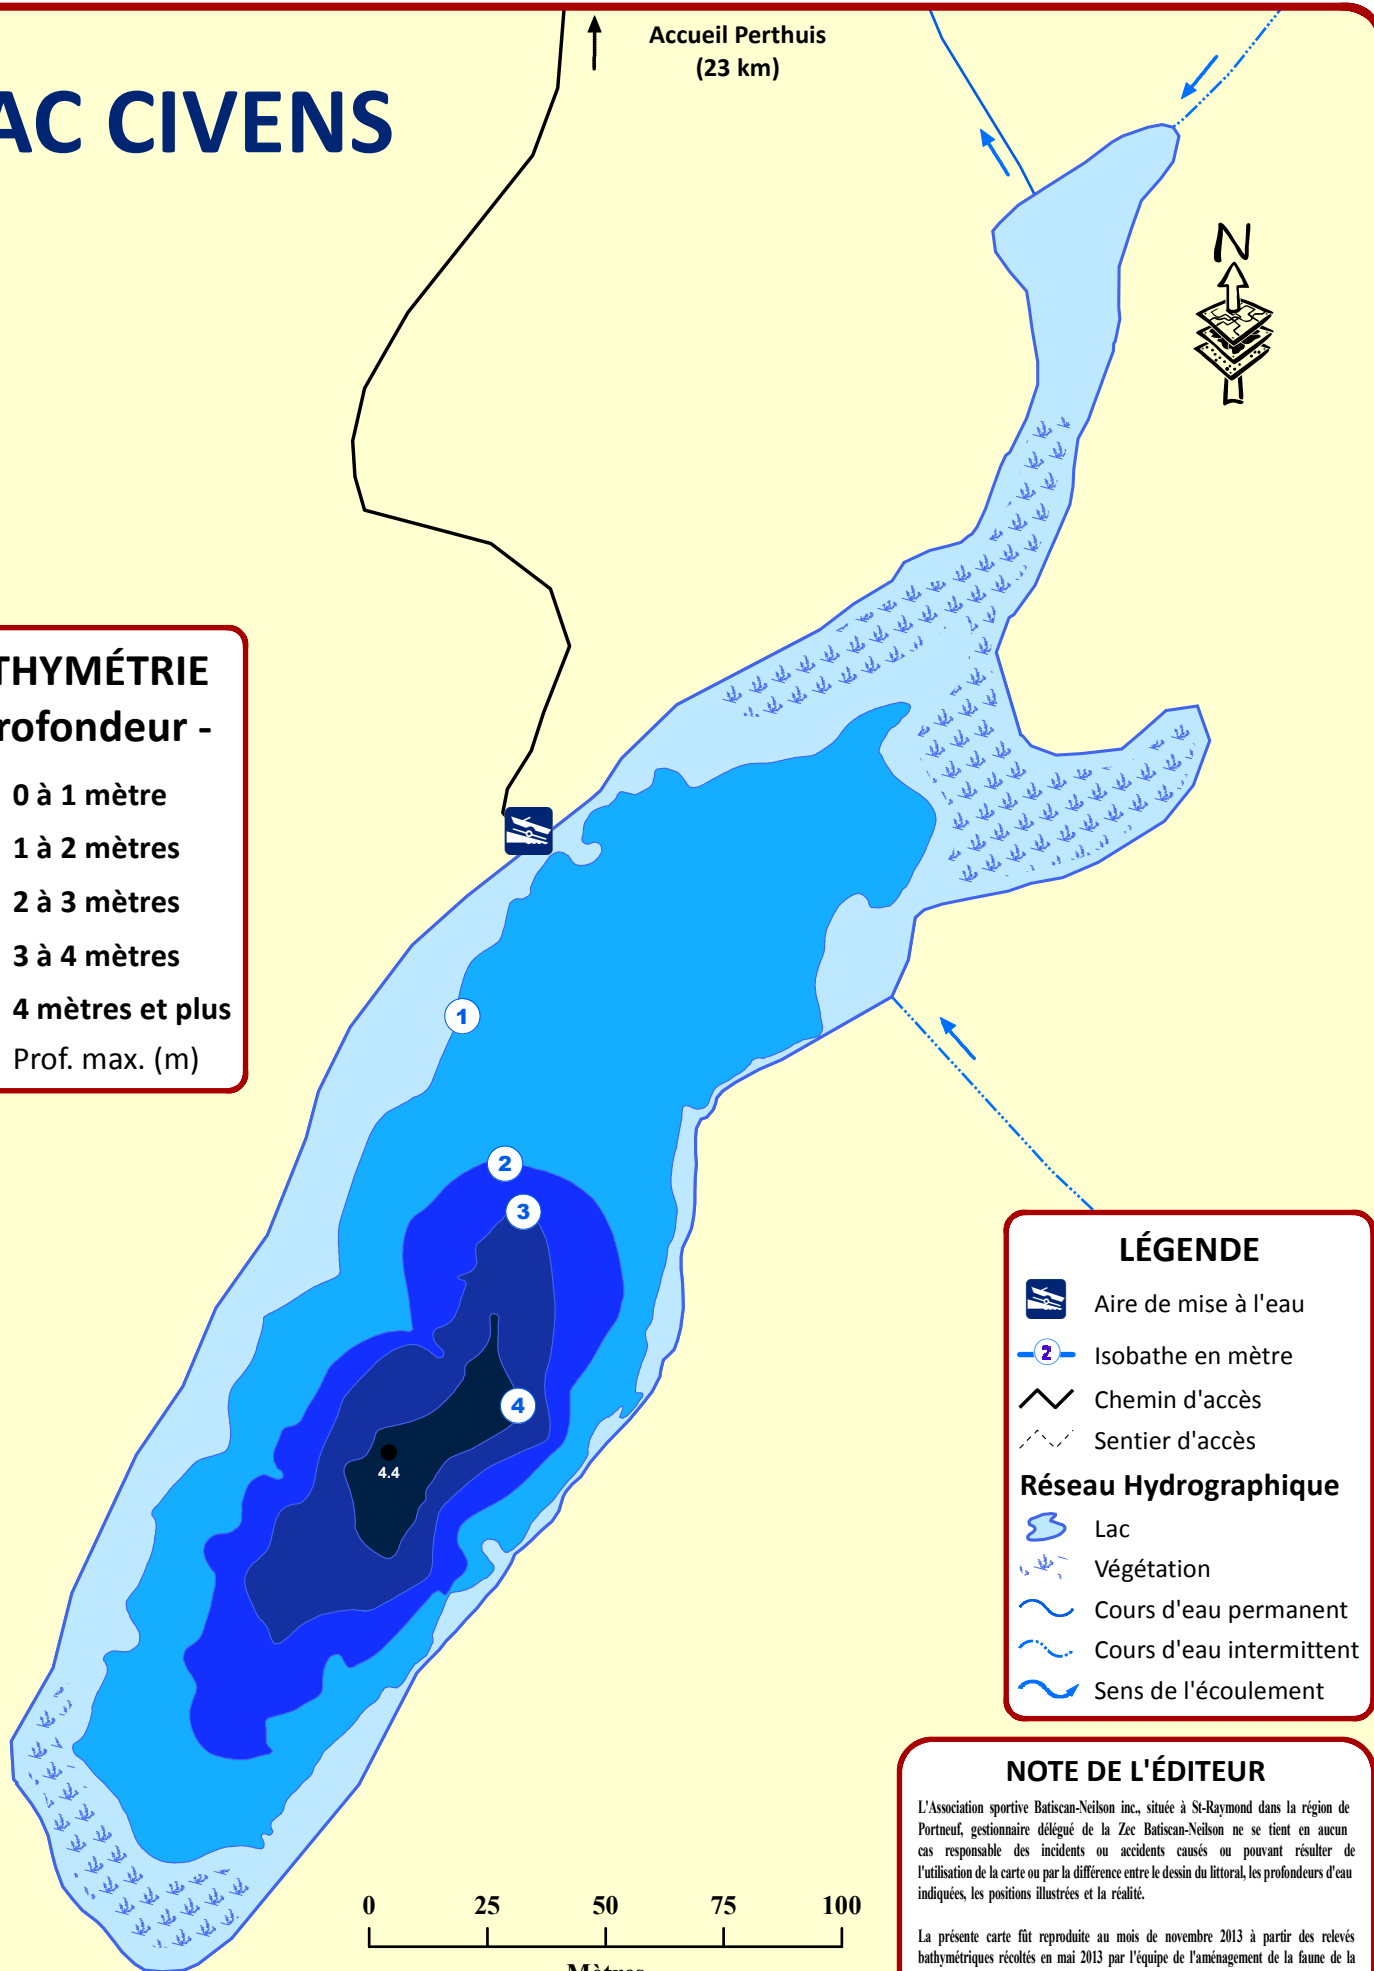 Accueil Perthuis
(23 km)
AC CIVENS
N
THYMÉTRIE
rofondeur -
0 à 1 mètre
1 à 2 mètres
2 à 3 mètres
3 à 4 mètres
4 mètres et plus
Prof. max. (m)
1
2
3
4
4.4
LÉGENDE
Aire de mise à l'eau
2 Isobathe en mètre
Chemin d'accès
Sentier d'accès
Réseau Hydrographique
Lac
Végétation
Cours d'eau permanent
Cours d'eau intermittent
Sens de l'écoulement
NOTE DE L'ÉDITEUR
L'Association sportive Batiscan-Neilson inc., située à St-Raymond dans la région de
Portneuf, gestionnaire délégué de la Zec Batiscan-Neilson ne se tient en aucun
cas responsable des incidents ou accidents causés ou pouvant résulter de
l'utilisation de la carte ou par la différence entre le dessin du littoral, les profondeurs d'eau
indiquées, les positions illustrées et la réalité.
La présente carte fût reproduite au mois de novembre 2013 à partir des relevés
bathymétriques récoltés en mai 2013 par l'équipe de l'aménagement de la faune de la
0 25 50 75 100
Mètres